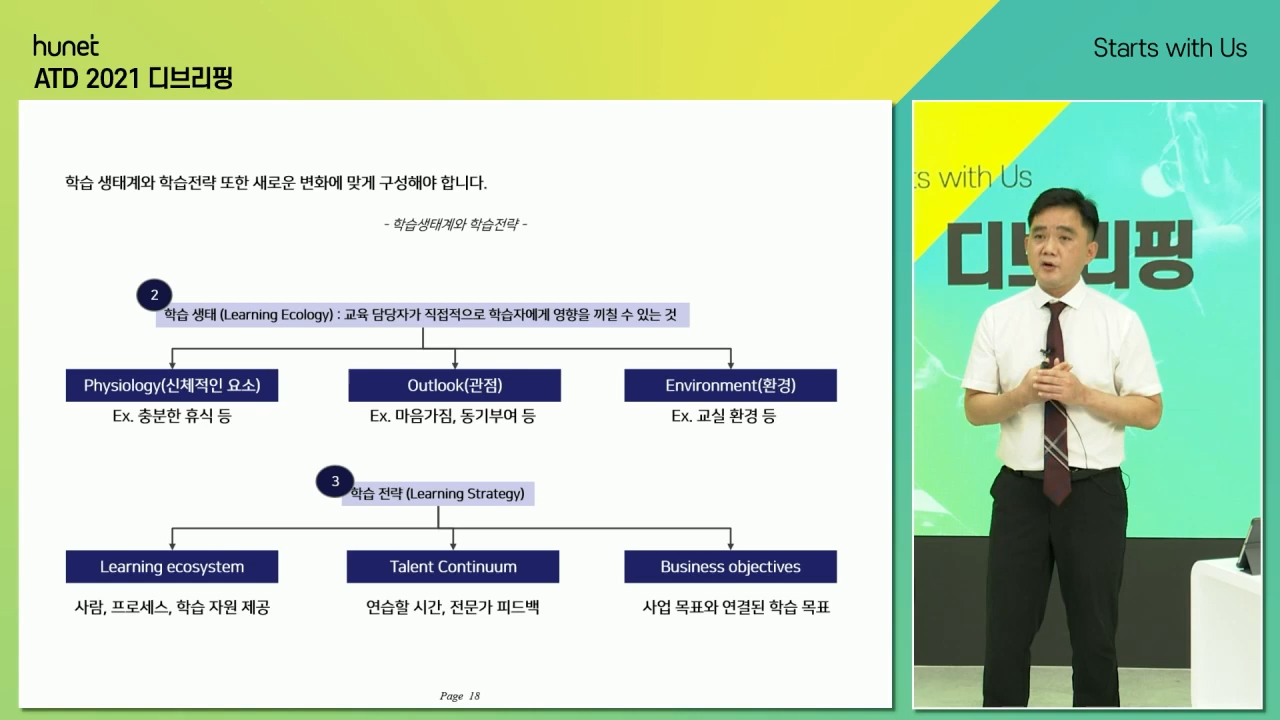 hunet
ATD 2021 디브리핑
Starts with Us
학습 생태계와 학습전략 또한 새로운 변화에 맞게 구성해야 합니다.
- 학습생태계와 학습전략 -
2
학습 생태 (Learning Ecology) : 교육 담당자가 직접적으로 학습자에게 영향을 끼칠 수 있는 것
Physiology(신체적인 요소)
Outlook(관점)
Environment(환경)
Ex. 충분한 휴식 등
Ex. 마음가짐, 동기부여 등
Ex. 교실 환경 등
3
학습 전략 (Learning Strategy)
Learning ecosystem
Talent Continuum
Business objectives
사람, 프로세스, 학습 자원 제공
연습할 시간, 전문가 피드백
사업 목표와 연결된 학습 목표
Page 18
ts with Us
디브리핑